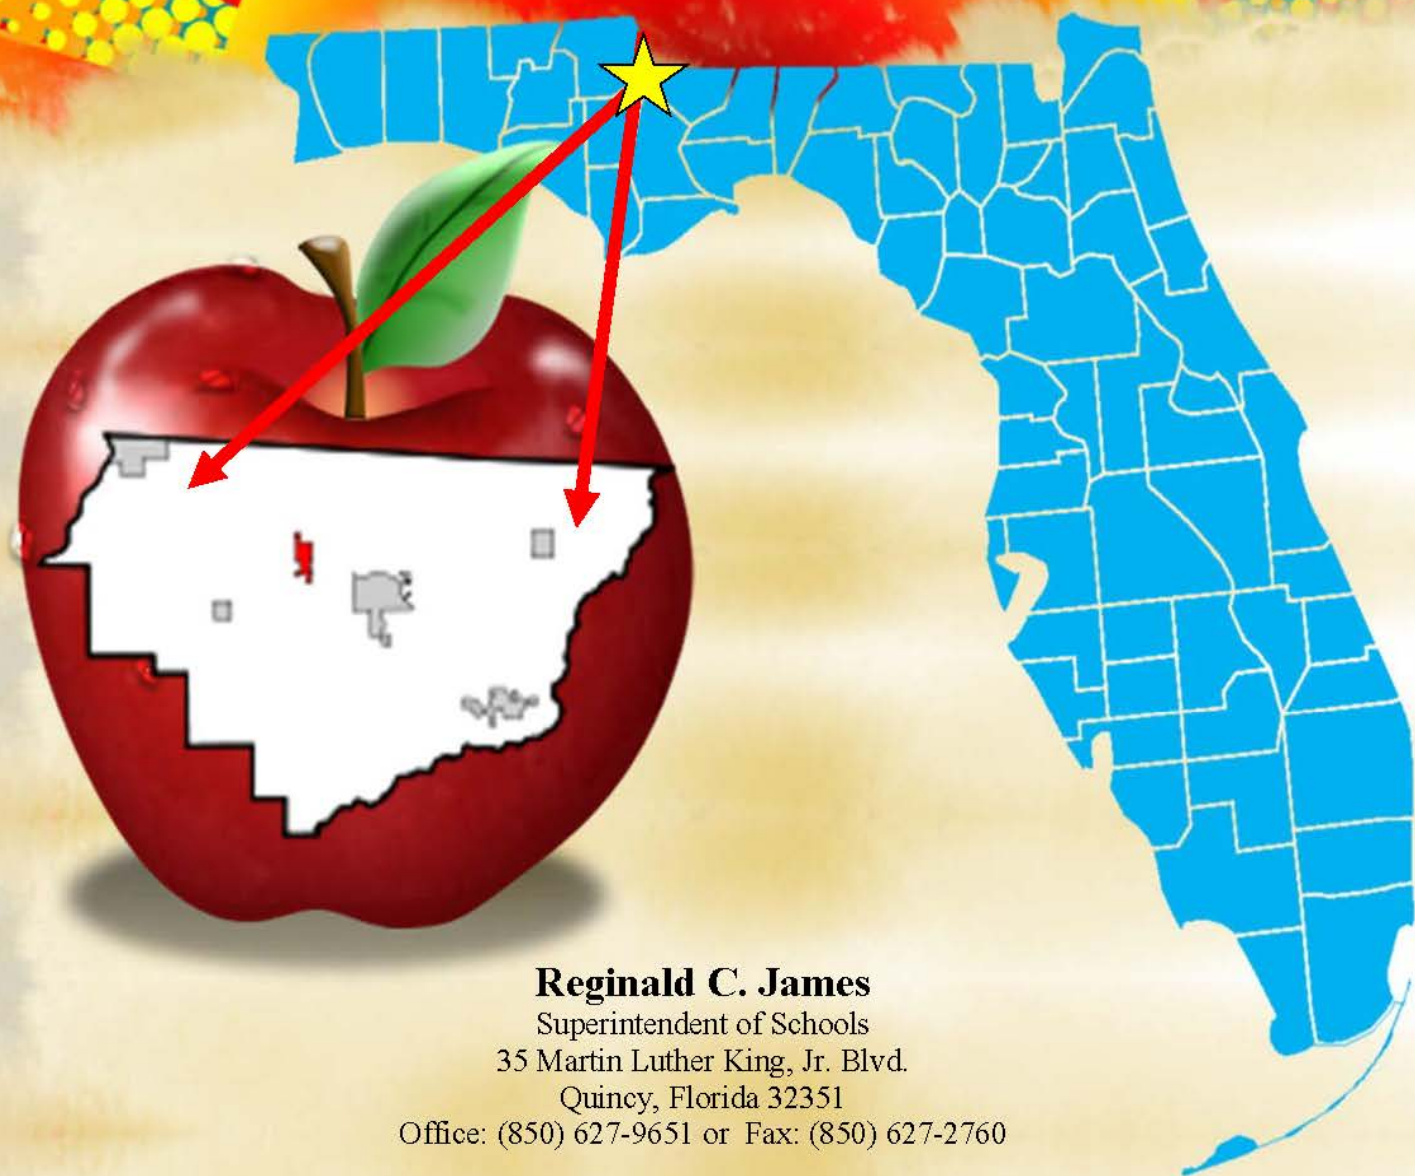 Reginald C. James
Superintendent of Schools
35 Martin Luther King, Jr. Blvd.
Quincy, Florida 32351
Office: (850) 627-9651 or Fax: (850) 627-2760